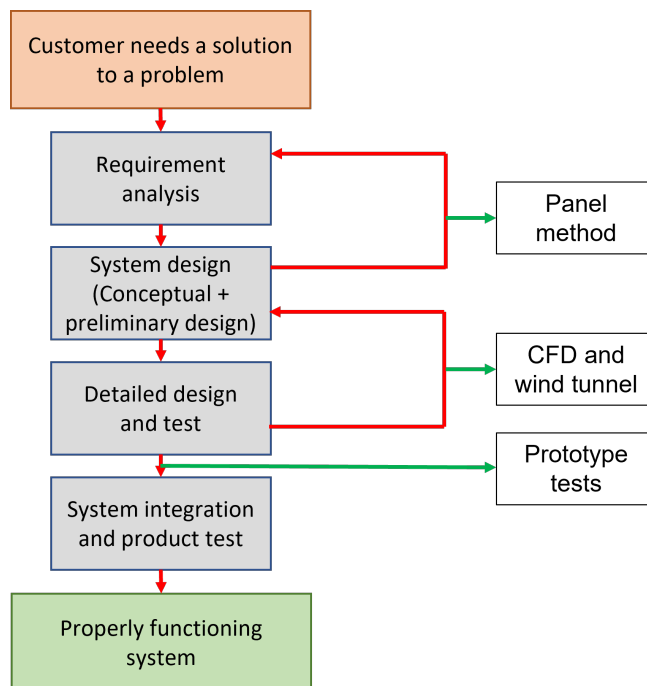 Customer needs a solution
to a problem
Requirement
analysis
Panel
method
System design
(Conceptual +
preliminary design)
CFD and
wind tunnel
Detailed design
and test
Prototype
tests
System integration
and product test
Properly functioning
system